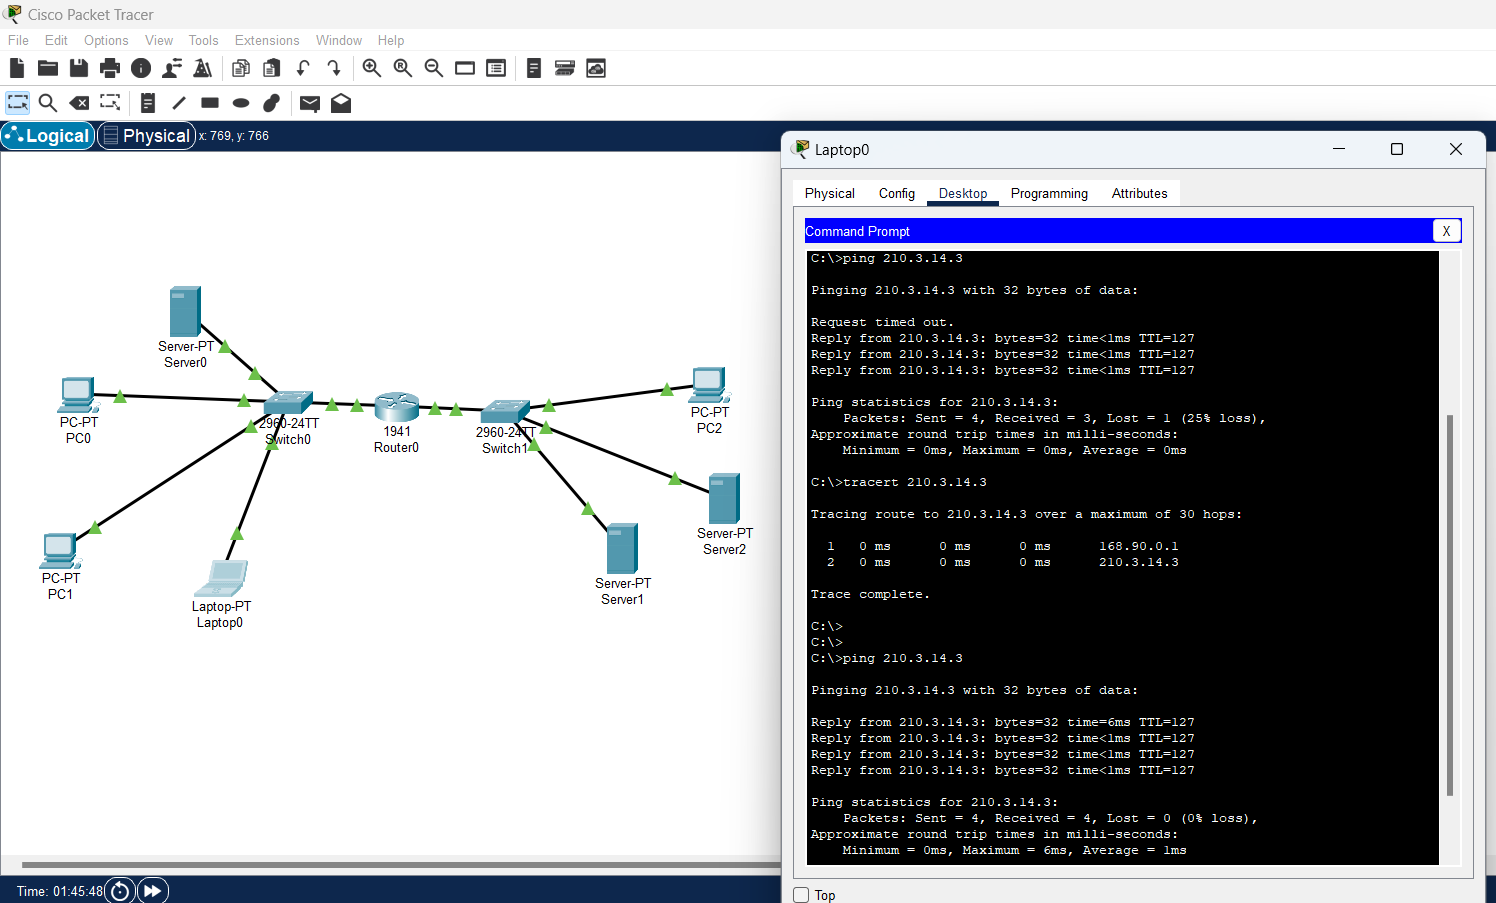 Cisco Packet Tracer
File Edit Options View Tools Extensions Window Help
Logical Physical x: 769, y: 766
Server-PT
Server0
PC-PT
PC0
2960-24TT
Switch0
1941
Router0
2960-24TT
Switch1
PC-PT
PC2
Server-PT
Server2
Server-PT
Server1
PC-PT
PC1
Laptop-PT
Laptop0
Time: 01:45:48
Laptop0
Physical Config Desktop Programming Attributes
Command Prompt X
C:\>ping 210.3.14.3
Pinging 210.3.14.3 with 32 bytes of data:
Request timed out.
Reply from 210.3.14.3: bytes=32 time<1ms TTL=127
Reply from 210.3.14.3: bytes=32 time<1ms TTL=127
Reply from 210.3.14.3: bytes=32 time<1ms TTL=127
Ping statistics for 210.3.14.3:
Packets: Sent = 4, Received = 3, Lost = 1 (25% loss),
Approximate round trip times in milli-seconds:
Minimum = 0ms, Maximum = 0ms, Average = 0ms
C:\>tracert 210.3.14.3
Tracing route to 210.3.14.3 over a maximum of 30 hops:
1 0 ms 0 ms 0 ms 168.90.0.1
2 0 ms 0 ms 0 ms 210.3.14.3
Trace complete.
C:\>
C:\>
C:\>ping 210.3.14.3
Pinging 210.3.14.3 with 32 bytes of data:
Reply from 210.3.14.3: bytes=32 time=6ms TTL=127
Reply from 210.3.14.3: bytes=32 time<1ms TTL=127
Reply from 210.3.14.3: bytes=32 time<1ms TTL=127
Reply from 210.3.14.3: bytes=32 time<1ms TTL=127
Ping statistics for 210.3.14.3:
Packets: Sent = 4, Received = 4, Lost = 0 (0% loss),
Approximate round trip times in milli-seconds:
Minimum = 0ms, Maximum = 6ms, Average = 1ms
Top